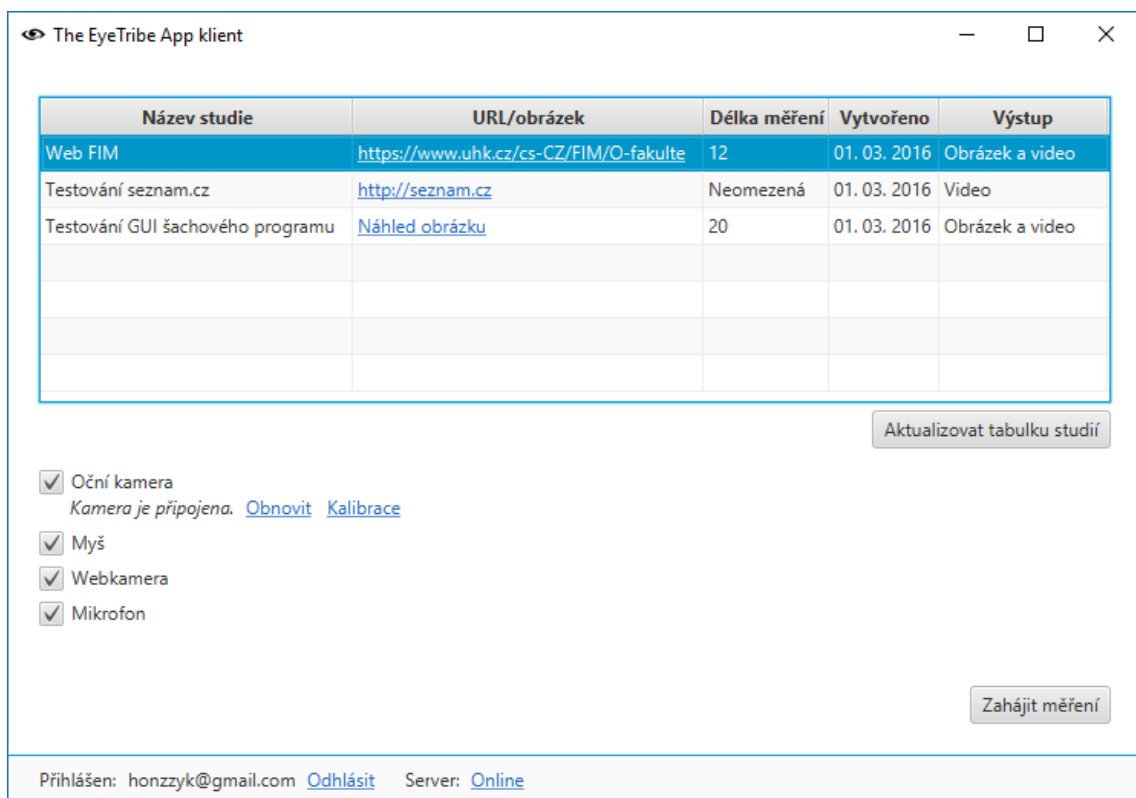 The EyeTribe App klient
Název studie URL/obrázek Délka měření Vytvořeno Výstup
Web FIM https://www.uhk.cz/cs-CZ/FIM/O-fakulte 12 01. 03. 2016 Obrázek a video
Testování seznam.cz http://seznam.cz Neomezená 01. 03. 2016 Video
Testování GUI šachového programu Náhled obrázku 20 01. 03. 2016 Obrázek a video
Aktualizovat tabulku studií
Oční kamera
Kamera je připojena. Obnovit Kalibrace
Myš
Webkamera
Mikrofon
Zahájit měření
Přihlášen: honzzyk@gmail.com Odhlásit Server: Online